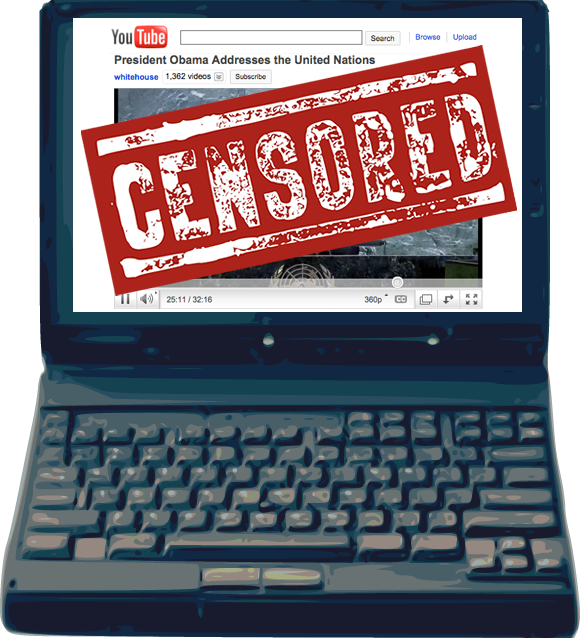 YouTube Search Browse Upload
President Obama Addresses the United Nations
whitehouse 1,362 videos Subscribe
CENSORED
25:11 / 32:16 360p CC